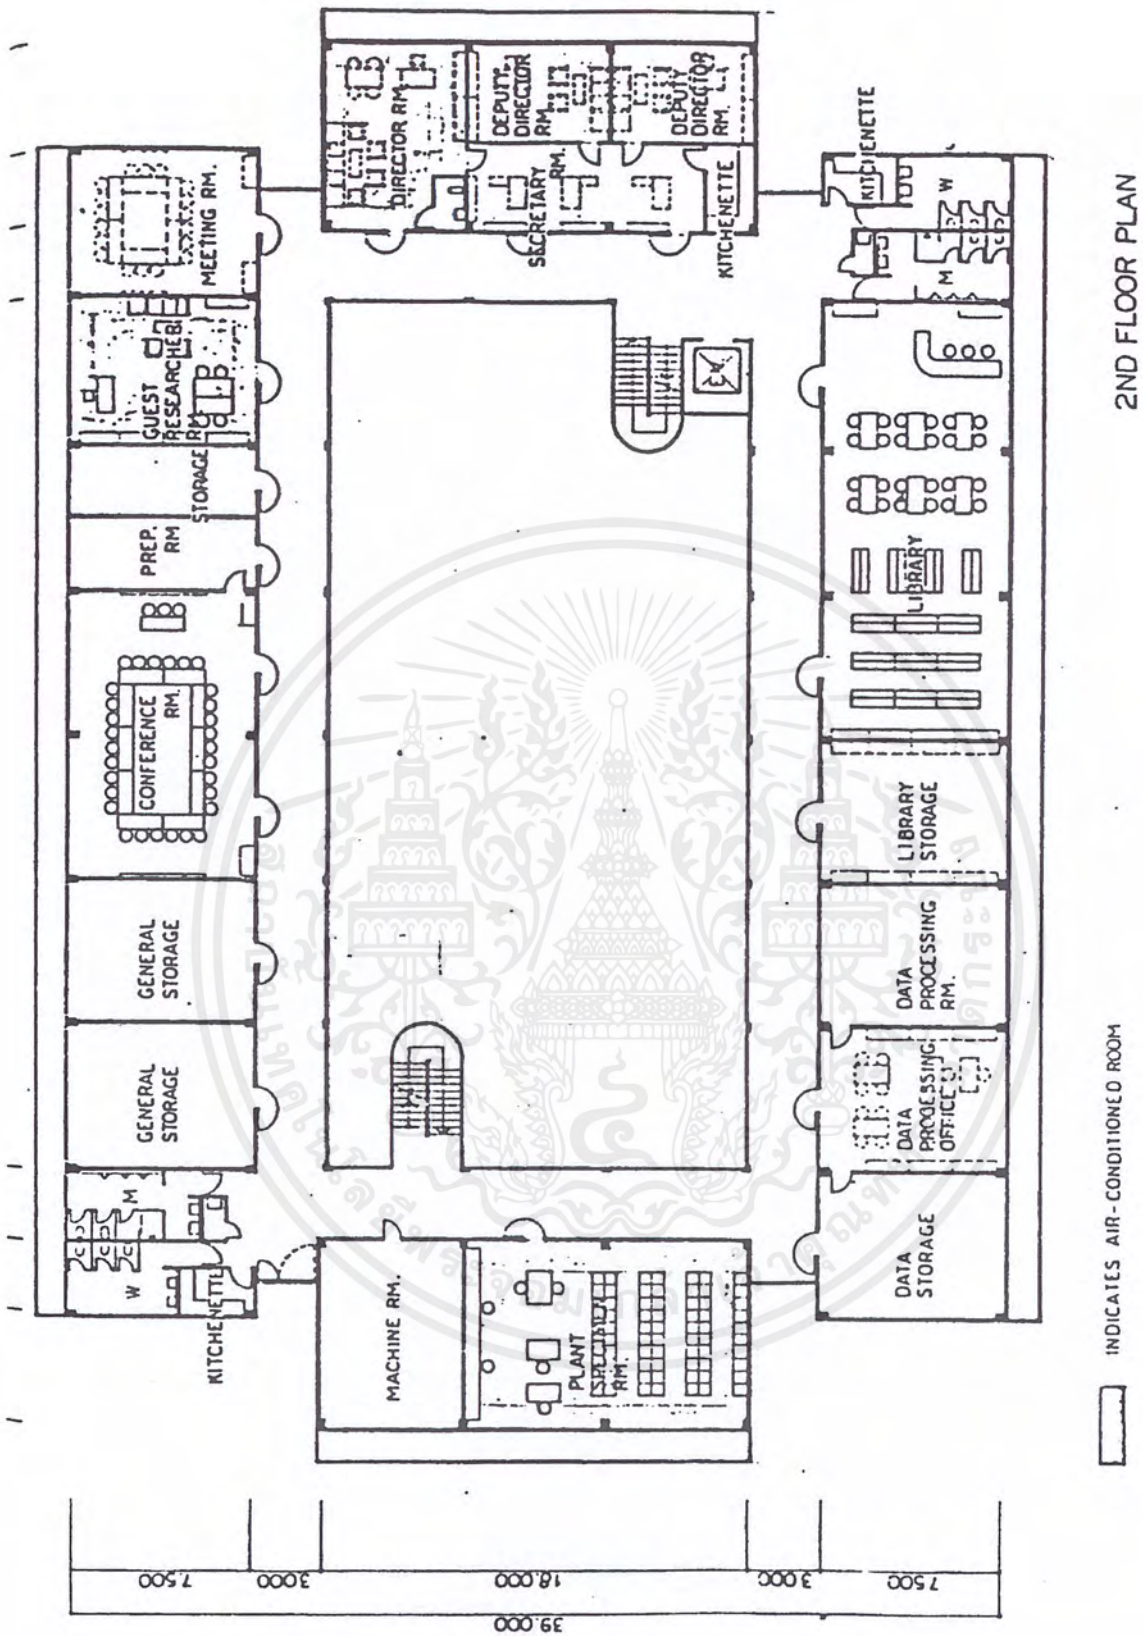 KITCHENETTE
W
M
GENERAL
STORAGE
GENERAL
STORAGE
CONFERENCE
RM.
PREP.
RM
STORAGE
GUEST
RESEARCHER
RM
MEETING RM.
MACHINE RM.
PLANT
SPECIMEN
RM.
DIRECTOR RM.
SECRETARY RM.
DEPUTY
DIRECTOR
RM
DEPUTY
DIRECTOR
RM.
KITCHENETTE
DATA
STORAGE
DATA
PROCESSING
OFFICE
DATA
PROCESSING
RM.
LIBRARY
STORAGE
LIBRARY
M
W
KITCHENETTE
7.500
3.000
18.000
3.000
7.500
39.000
INDICATES AIR-CONDITIONED ROOM
2ND FLOOR PLAN